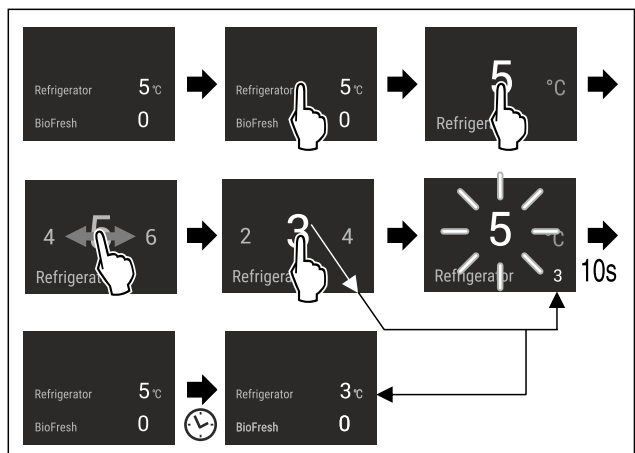 Refrigerator 5 °C
BioFresh 0
Refrigerator 5 °C
BioFresh 0
5 °C
Refriger
4 5 6
Refrigerat
2 3 4
Refrigera
5 °C
Refrigerator 3
10s
Refrigerator 5 °C
BioFresh 0
Refrigerator 3 °C
BioFresh 0